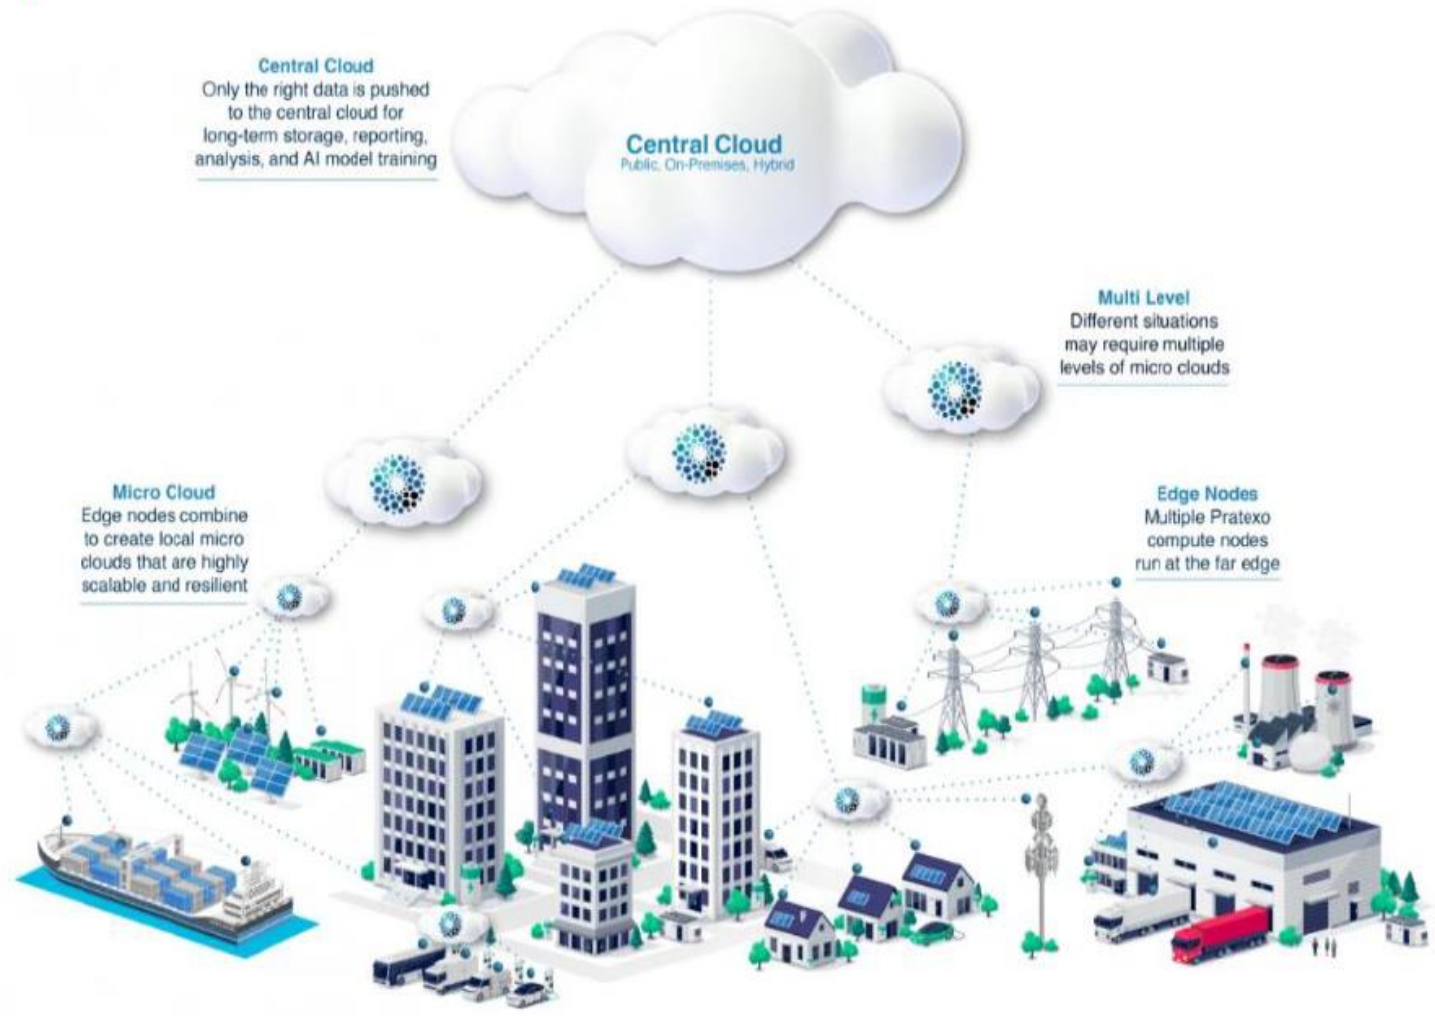 Central Cloud
Only the right data is pushed
to the central cloud for
long-term storage, reporting,
analysis, and AI model training
Central Cloud
Public, On-Premises, Hybrid
Multi Level
Different situations
may require multiple
levels of micro clouds
Micro Cloud
Edge nodes combine
to create local micro
clouds that are highly
scalable and resilient
Edge Nodes
Multiple Pratexo
compute nodes
run at the far edge